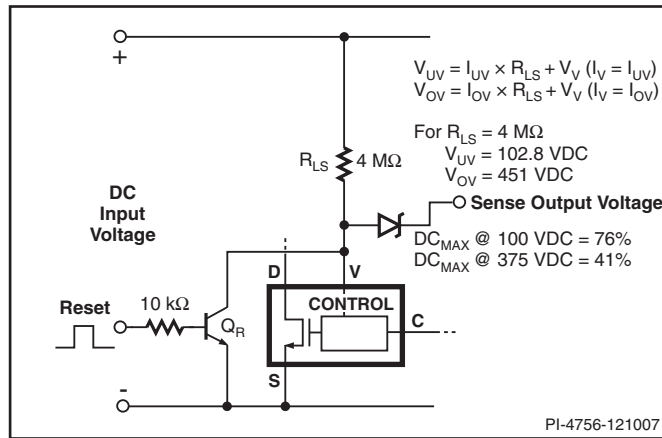 +
V_UV = I_UV × R_LS + V_V (I_V = I_UV)
V_OV = I_OV × R_LS + V_V (I_V = I_OV)
For R_LS = 4 MΩ
V_UV = 102.8 VDC
V_OV = 451 VDC
R_LS 4 MΩ
DC
Input
Voltage
Sense Output Voltage
DC_MAX @ 100 VDC = 76%
DC_MAX @ 375 VDC = 41%
D V
CONTROL
Reset 10 kΩ
Q_R
C
S
-
PI-4756-121007